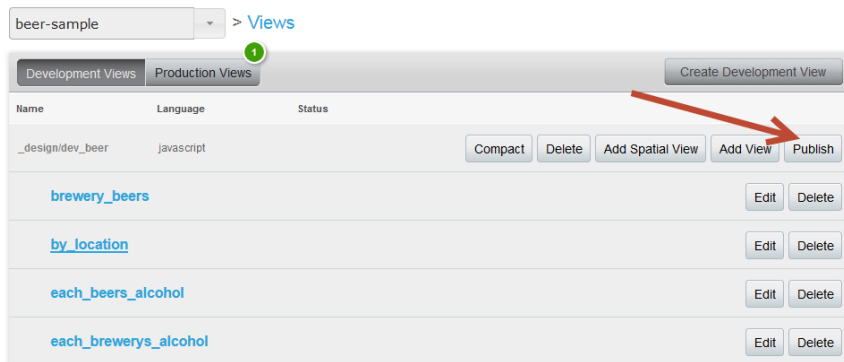 beer-sample > Views
1
Development Views Production Views Create Development View
Name Language Status
_design/dev_beer javascript Compact Delete Add Spatial View Add View Publish
brewery_beers Edit Delete
by_location Edit Delete
each_beers_alcohol Edit Delete
each_brewerys_alcohol Edit Delete